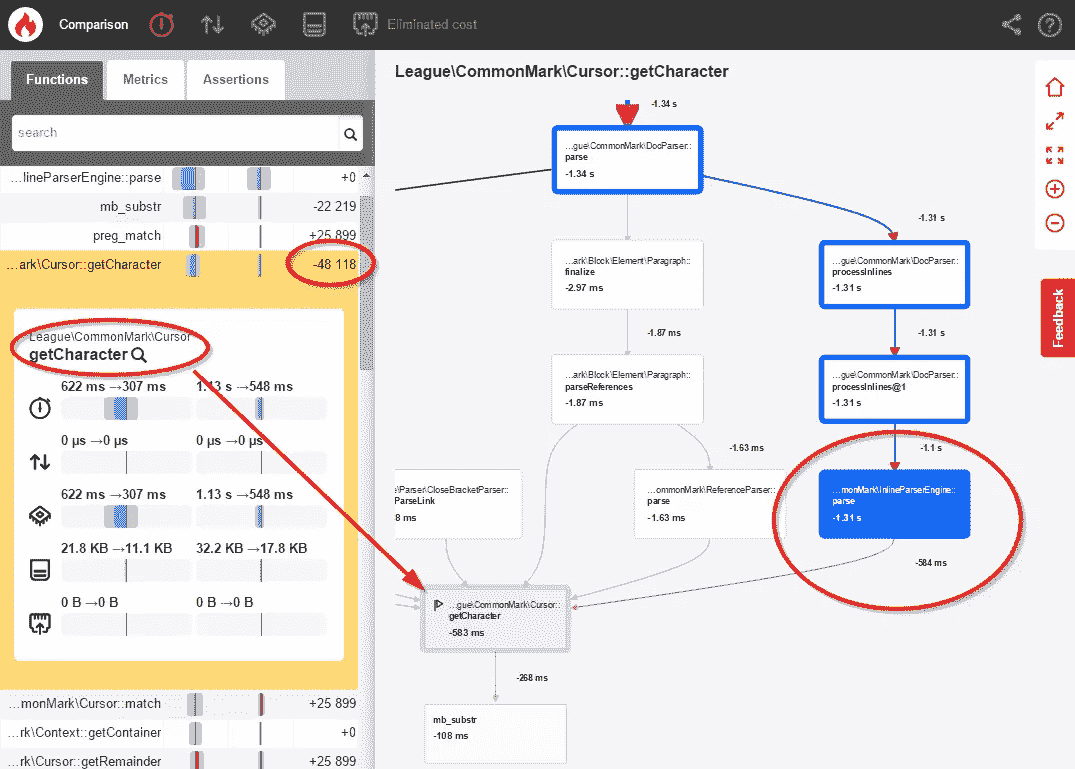 Comparison
Eliminated cost
Functions
Metrics
Assertions
search
...lineParserEngine::parse +0
mb_substr -22 219
preg_match +25 899
...ark\Cursor::getCharacter -48 118
League\CommonMark\Cursor
getCharacter
622 ms →307 ms 1.13 s →548 ms
0 µs →0 µs 0 µs →0 µs
622 ms →307 ms 1.13 s →548 ms
21.8 KB →11.1 KB 32.2 KB →17.8 KB
0 B →0 B 0 B →0 B
...monMark\Cursor::match +25 899
...rk\Context::getContainer +0
...rk\Cursor::getRemainder +25 899
League\CommonMark\Cursor::getCharacter
-1.34 s
...gue\CommonMark\DocParser::
parse
-1.34 s
-1.31 s
...ark\Block\Element\Paragraph::
finalize
-2.97 ms
...gue\CommonMark\DocParser::
processInlines
-1.31 s
-1.87 ms
-1.31 s
...ark\Block\Element\Paragraph::
parseReferences
-1.87 ms
...gue\CommonMark\DocParser::
processInlines@1
-1.31 s
-1.63 ms
-1.1 s
\Parser\CloseBracketParser::
ParseLink
8 ms
...ommonMark\ReferenceParser::
parse
-1.63 ms
...monMark\InlineParserEngine::
parse
-1.31 s
-584 ms
...gue\CommonMark\Cursor::
getCharacter
-583 ms
-268 ms
mb_substr
-108 ms
Feedback